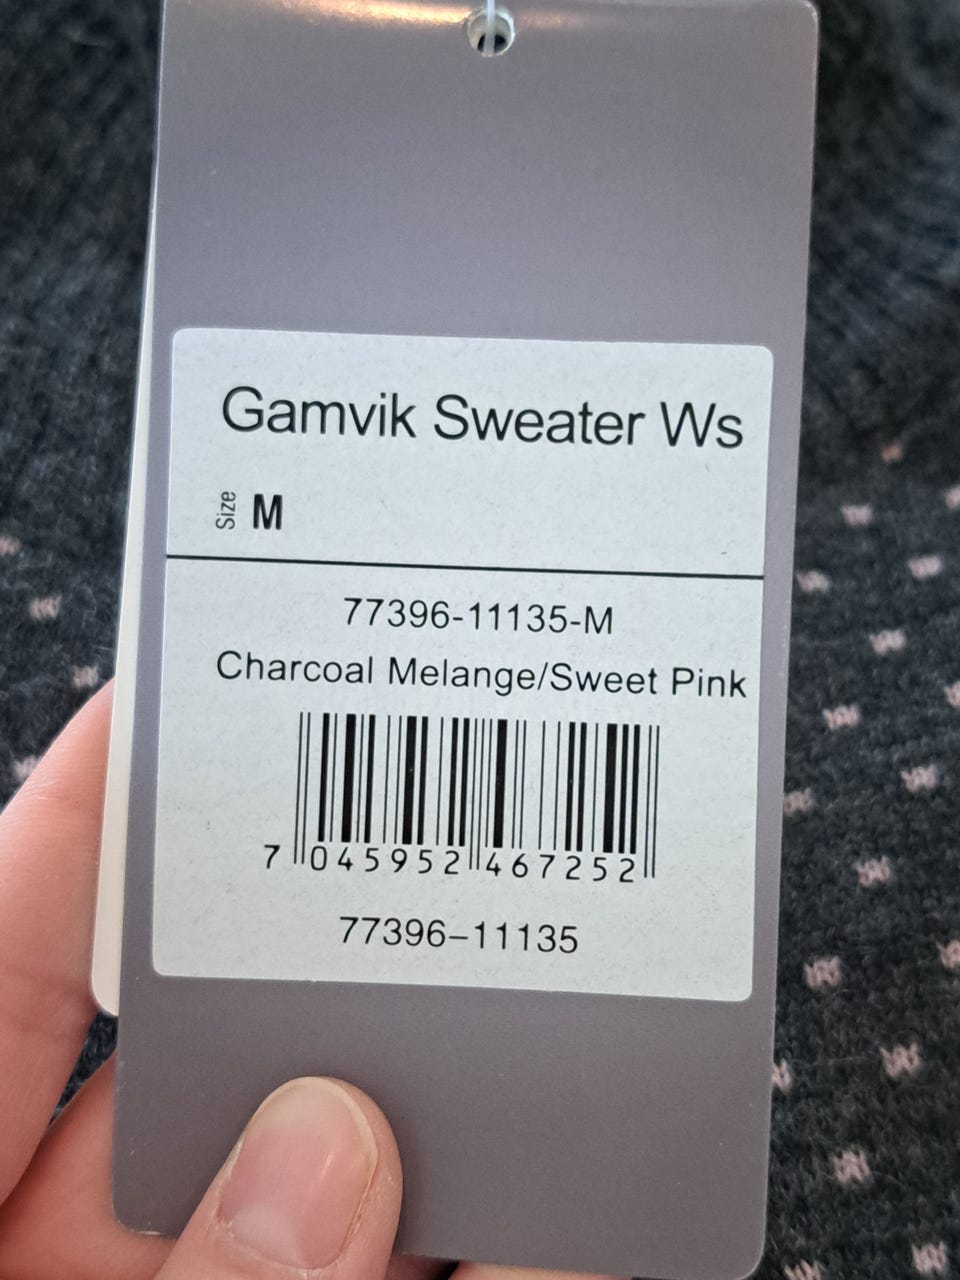 Gamvik Sweater Ws
Size M
77396-11135-M
Charcoal Melange/Sweet Pink
7 045952 467252
77396-11135